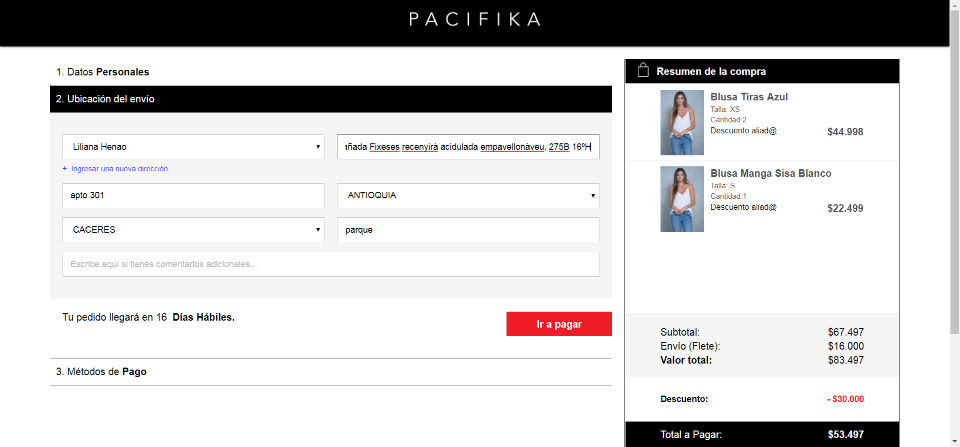 PACIFIKA
1. Datos Personales
2. Ubicación del envío
Liliana Henao
iñada Fixeses recenyirà acidulada empavellonàveu. 275B 16ºH
+ Ingresar una nueva dirección
apto 301
ANTIOQUIA
CACERES
parque
Escribe aquí si tienes comentarios adicionales...
Tu pedido llegará en 16 Días Hábiles.
Ir a pagar
3. Métodos de Pago
Resumen de la compra
Blusa Tiras Azul
Talla: XS
Cantidad:2
Descuento aliad@
$44.998
Blusa Manga Sisa Blanco
Talla: S
Cantidad:1
Descuento aliad@
$22.499
Subtotal: $67.497
Envío (Flete): $16.000
Valor total: $83.497
Descuento: - $30.000
Total a Pagar: $53.497